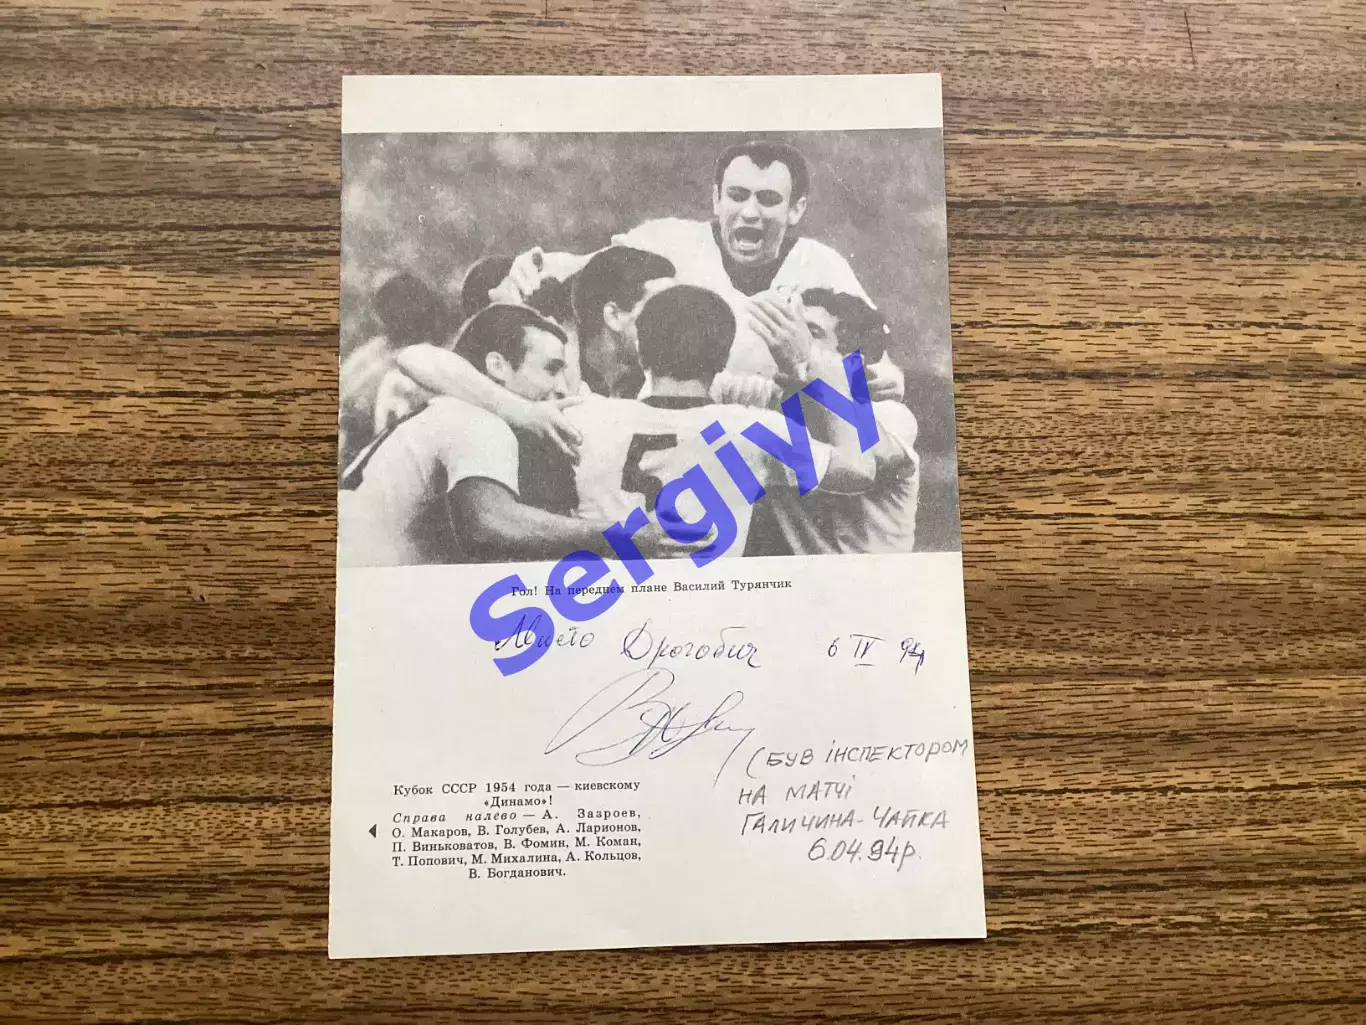 5
Sergiyy
Гол! На переднем плане Василий Турянчик
Місто Дрогобич 6 IV 94р
(БУВ ІНСПЕКТОРОМ
НА МАТЧІ
ГАЛИЧИНА-ЧАЙКА
6.04.94р.
Кубок СССР 1954 года — киевскому
«Динамо»!
Справа налево — А. Зазроев,
О. Макаров, В. Голубев, А. Ларионов,
П. Виньковатов, В. Фомин, М. Коман,
Т. Попович, М. Михалина, А. Кольцов,
В. Богданович.